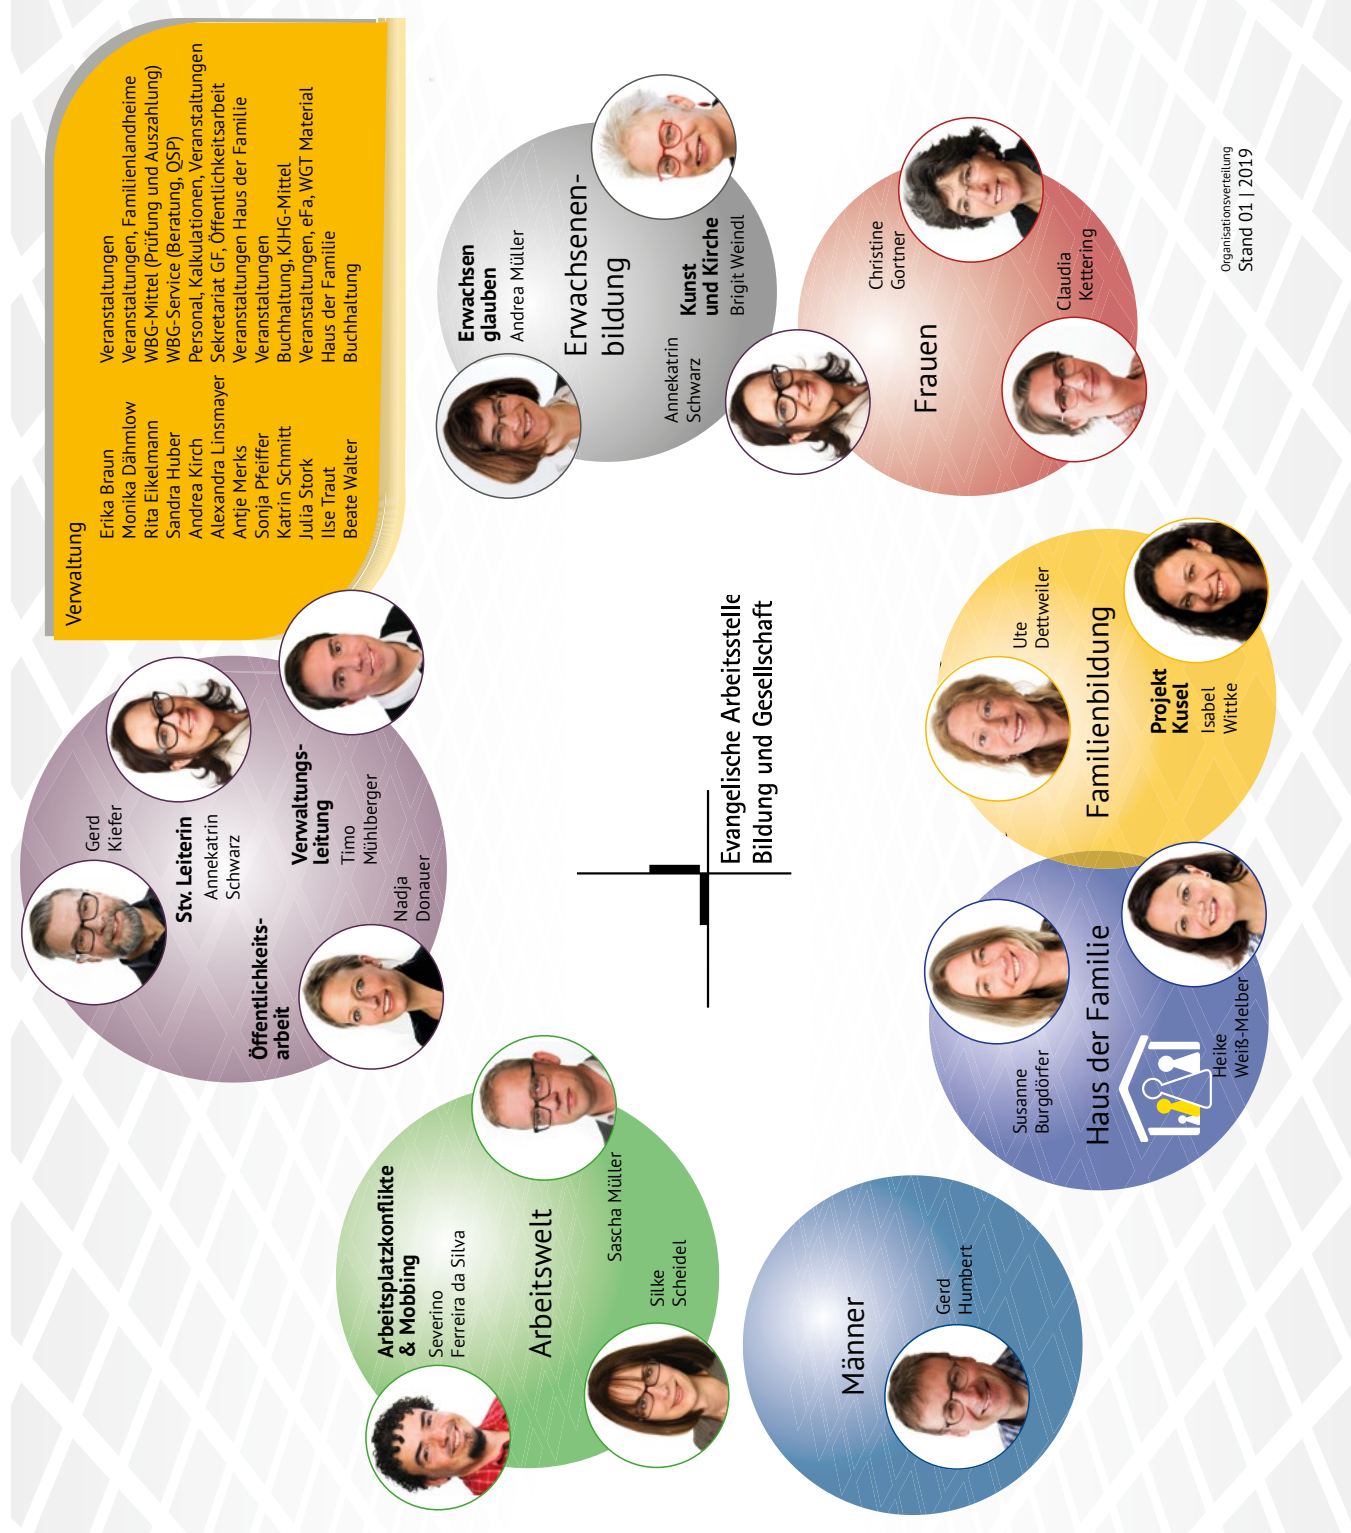 Verwaltung
Erika Braun Veranstaltungen
Monika Dähmlow Veranstaltungen, Familienlandheime
Rita Eikelmann WBG-Mittel (Prüfung und Auszahlung)
Sandra Huber WBG-Service (Beratung, QSP)
Andrea Kirch Personal, Kalkulationen, Veranstaltungen
Alexandra Linsmayer Sekretariat GF, Öffentlichkeitsarbeit
Antje Merks Veranstaltungen Haus der Familie
Sonja Pfeiffer Veranstaltungen
Katrin Schmitt Buchhaltung, KJHG-Mittel
Julia Stork Veranstaltungen, eFa, WGT Material
Ilse Traut Haus der Familie
Beate Walter Buchhaltung
Gerd
Kiefer
Stv. Leiterin
Annekatrin
Schwarz
Öffentlichkeits-
arbeit
Verwaltungs-
leitung
Timo
Mühlberger
Nadja
Donauer
Arbeitsplatzkonflikte
& Mobbing
Severino
Ferreira da Silva
Arbeitswelt
Sascha Müller
Silke
Scheidel
Erwachsen
glauben
Andrea Müller
Erwachsenen-
bildung
Annekatrin
Schwarz
Kunst
und Kirche
Brigit Weindl
Evangelische Arbeitsstelle
Bildung und Gesellschaft
Männer
Gerd
Humbert
Susanne
Burgdörfer
Haus der Familie
Heike
Weiß-Melber
Ute
Dettweiler
Familienbildung
Projekt
Kusel
Isabel
Wittke
Christine
Gortner
Frauen
Claudia
Kettering
Organisationsverteilung
Stand 01 | 2019